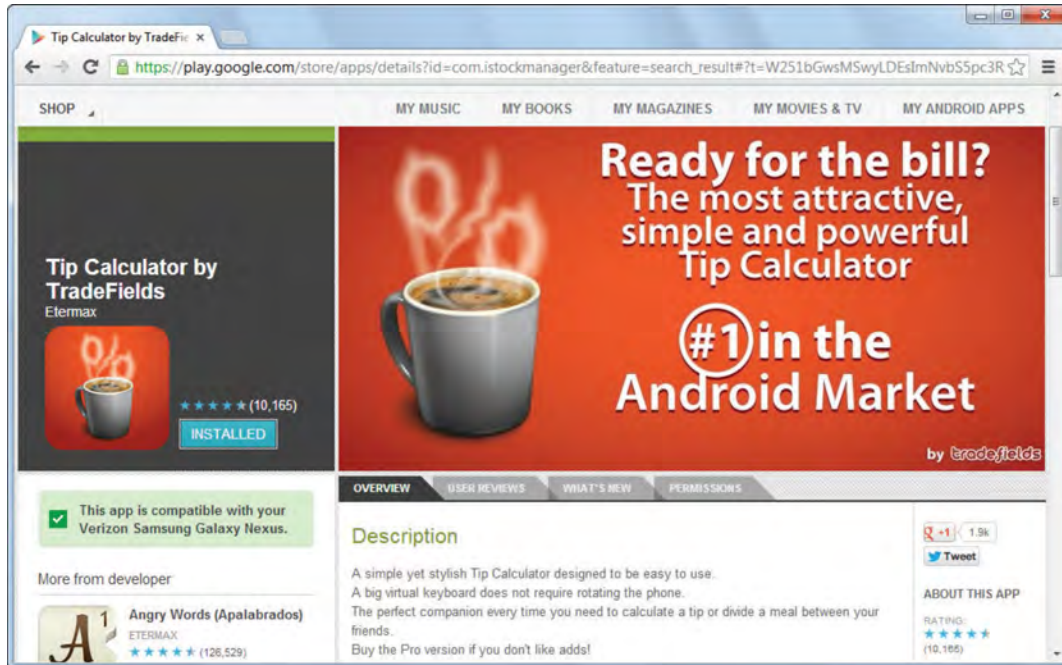 Tip Calculator by TradeFie
https://play.google.com/store/apps/details?id=com.istockmanager&feature=search_result#?t=W251bGwsMSwyLDEsImNvbS5pc3R
SHOP
MY MUSIC MY BOOKS MY MAGAZINES MY MOVIES & TV MY ANDROID APPS
Tip Calculator by
TradeFields
Etermax
(10,165)
INSTALLED
Ready for the bill?
The most attractive,
simple and powerful
Tip Calculator
#1 in the
Android Market
by tradefields
This app is compatible with your
Verizon Samsung Galaxy Nexus.
More from developer
A 1
Angry Words (Apalabrados)
ETERMAX
(126,529)
OVERVIEW USER REVIEWS WHAT'S NEW PERMISSIONS
Description
A simple yet stylish Tip Calculator designed to be easy to use.
A big virtual keyboard does not require rotating the phone.
The perfect companion every time you need to calculate a tip or divide a meal between your
friends.
Buy the Pro version if you don't like adds!
+1 1.9k
Tweet
ABOUT THIS APP
RATING:
(10,165)